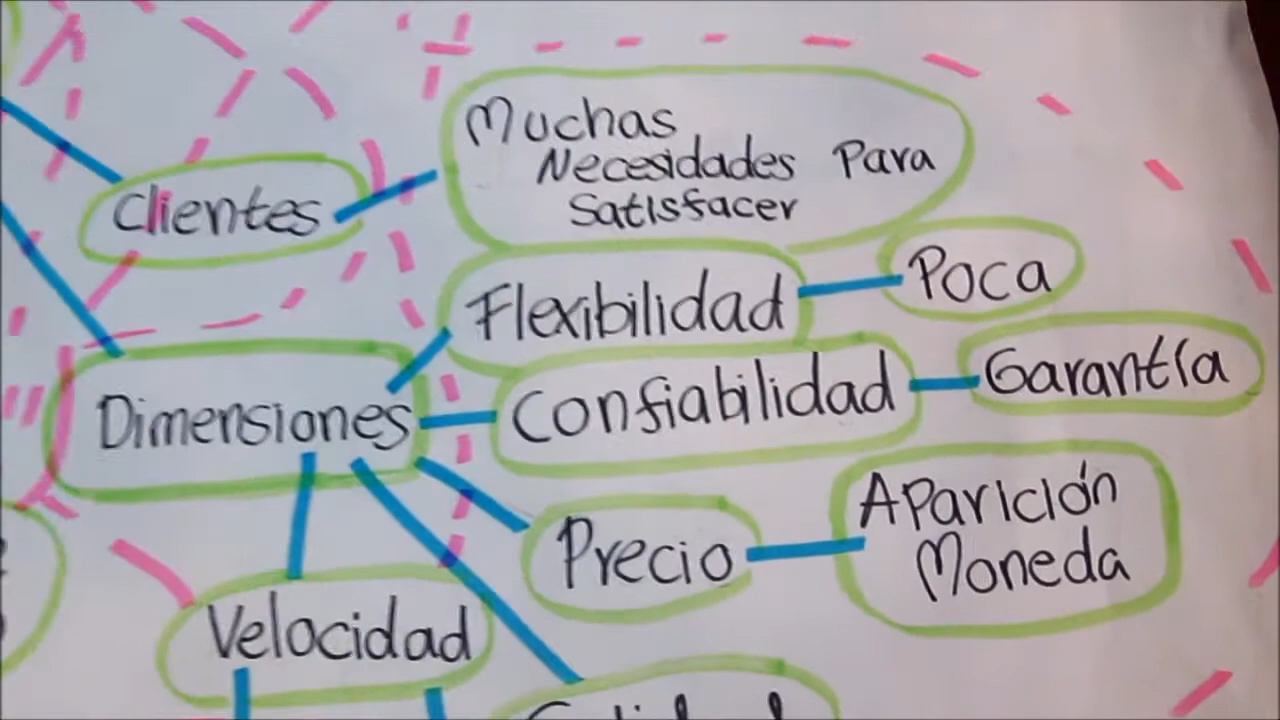 Muchas
Necesidades Para
Satisfacer
Clientes
Flexibilidad
Poca
Confiabilidad
Garantía
Dimensiones
Precio
Aparición
Moneda
Velocidad